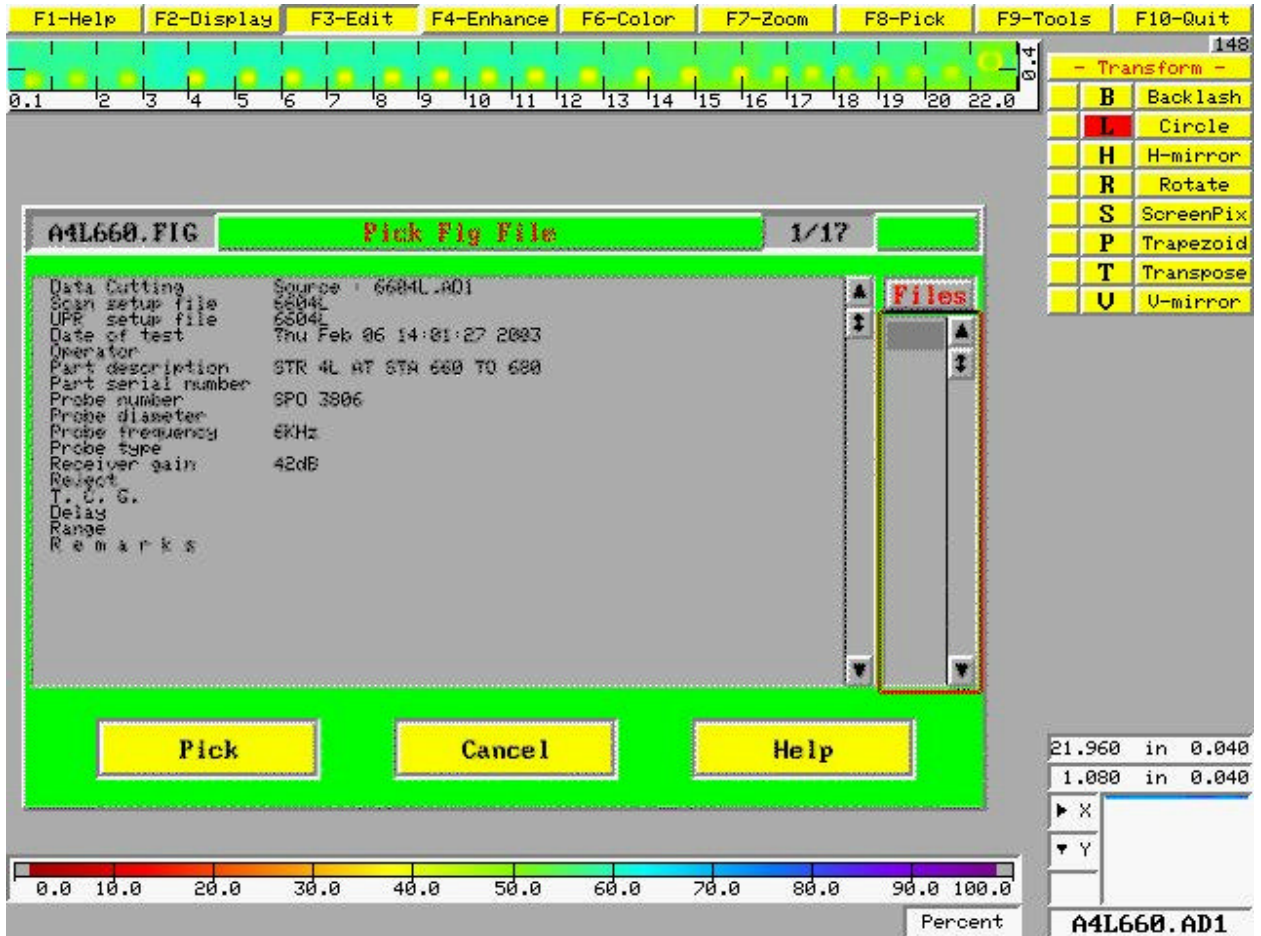 F1-Help F2-Display F3-Edit F4-Enhance F6-Color F7-Zoom F8-Pick F9-Tools F10-Quit
148
0.4
0.1 2 3 4 5 6 7 8 9 10 11 12 13 14 15 16 17 18 19 20 22.0
- Transform -
B Backlash
L Circle
H H-mirror
R Rotate
S ScreenPix
P Trapezoid
T Transpose
V V-mirror
A4L660.FIG Pick Fig File 1/17
Files
Data Cutting Source : 6604L.AD1
Scan setup file 6604L
UPR setup file 6604L
Date of test Thu Feb 06 14:01:27 2003
Operator
Part description STR 4L AT STA 660 TO 680
Part serial number
Probe number SPO 3806
Probe diameter
Probe frequency 6KHz
Probe type
Receiver gain 42dB
Reject
T. C. G.
Delay
Range
R e m a r k s
Pick Cancel Help
21.960 in 0.040
1.080 in 0.040
X
Y
0.0 10.0 20.0 30.0 40.0 50.0 60.0 70.0 80.0 90.0 100.0
Percent
A4L660.AD1